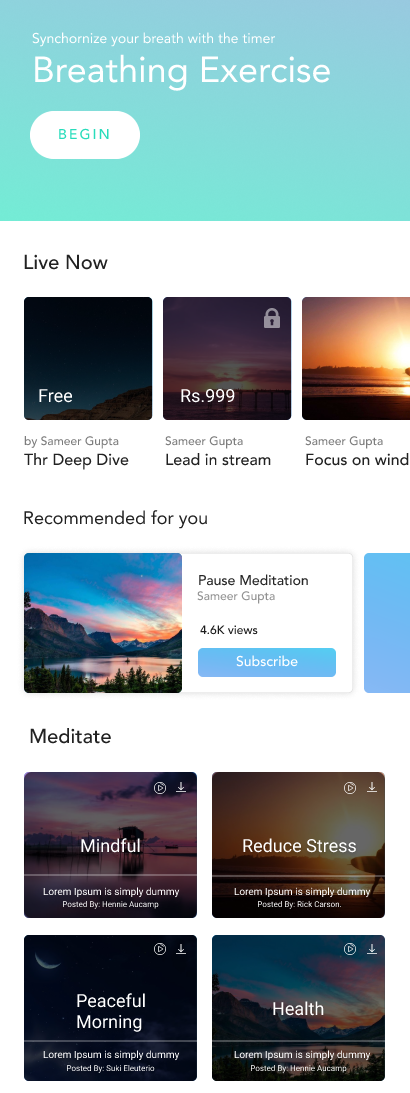 Synchornize your breath with the timer
Breathing Exercise
BEGIN
Live Now
Free
Rs.999
by Sameer Gupta
Sameer Gupta
Sameer Gupta
Thr Deep Dive
Lead in stream
Focus on wind
Recommended for you
Pause Meditation
Sameer Gupta
4.6K views
Subscribe
Meditate
Mindful
Lorem Ipsum is simply dummy
Posted By: Hennie Aucamp
Reduce Stress
Lorem Ipsum is simply dummy
Posted By: Rick Carson.
Peaceful
Morning
Lorem Ipsum is simply dummy
Posted By: Suki Eleuterio
Health
Lorem Ipsum is simply dummy
Posted By: Hennie Aucamp